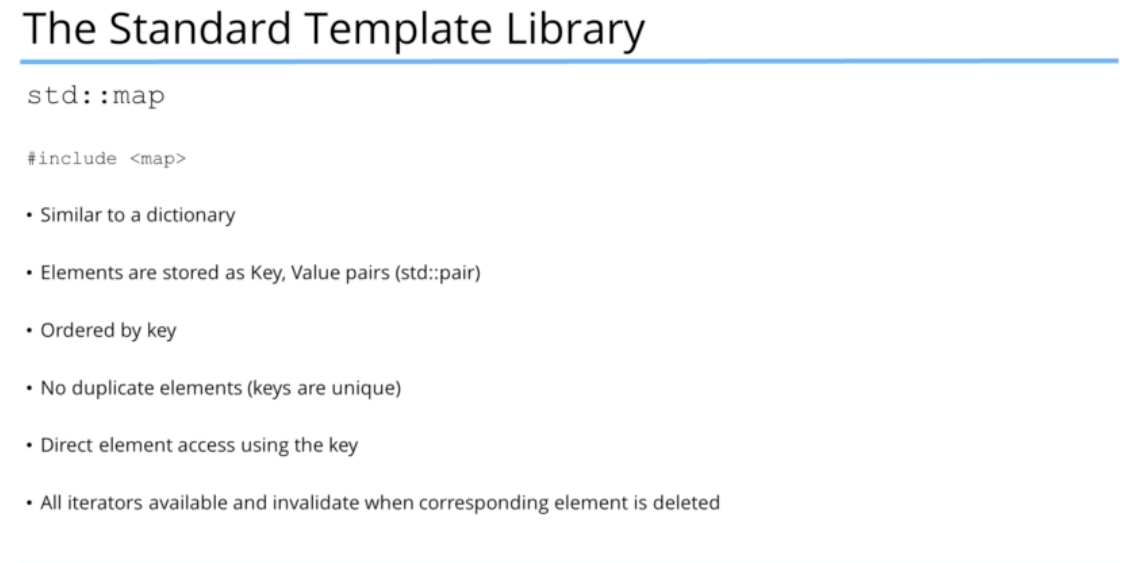 The Standard Template Library
std::map
#include <map>
• Similar to a dictionary
• Elements are stored as Key, Value pairs (std::pair)
• Ordered by key
• No duplicate elements (keys are unique)
• Direct element access using the key
• All iterators available and invalidate when corresponding element is deleted